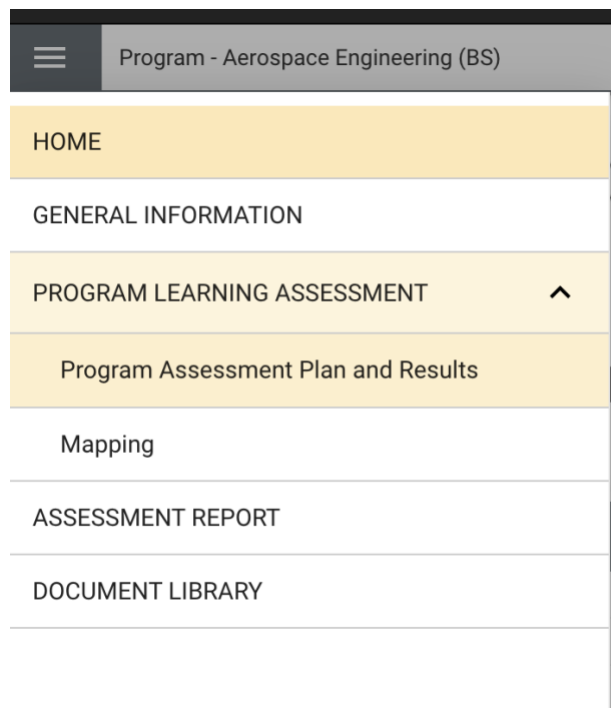 Program - Aerospace Engineering (BS)
HOME
GENERAL INFORMATION
PROGRAM LEARNING ASSESSMENT
Program Assessment Plan and Results
Mapping
ASSESSMENT REPORT
DOCUMENT LIBRARY